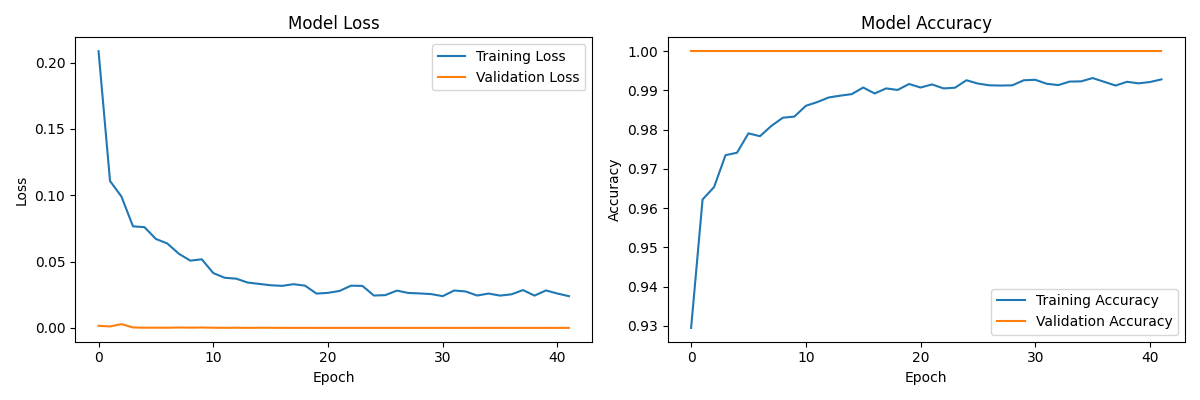 Model Loss
Training Loss
Validation Loss
0.20
0.15
0.10
0.05
0.00
Loss
0
10
20
30
40
Epoch
Model Accuracy
1.00
0.99
0.98
0.97
0.96
0.95
0.94
0.93
Accuracy
Training Accuracy
Validation Accuracy
0
10
20
30
40
Epoch